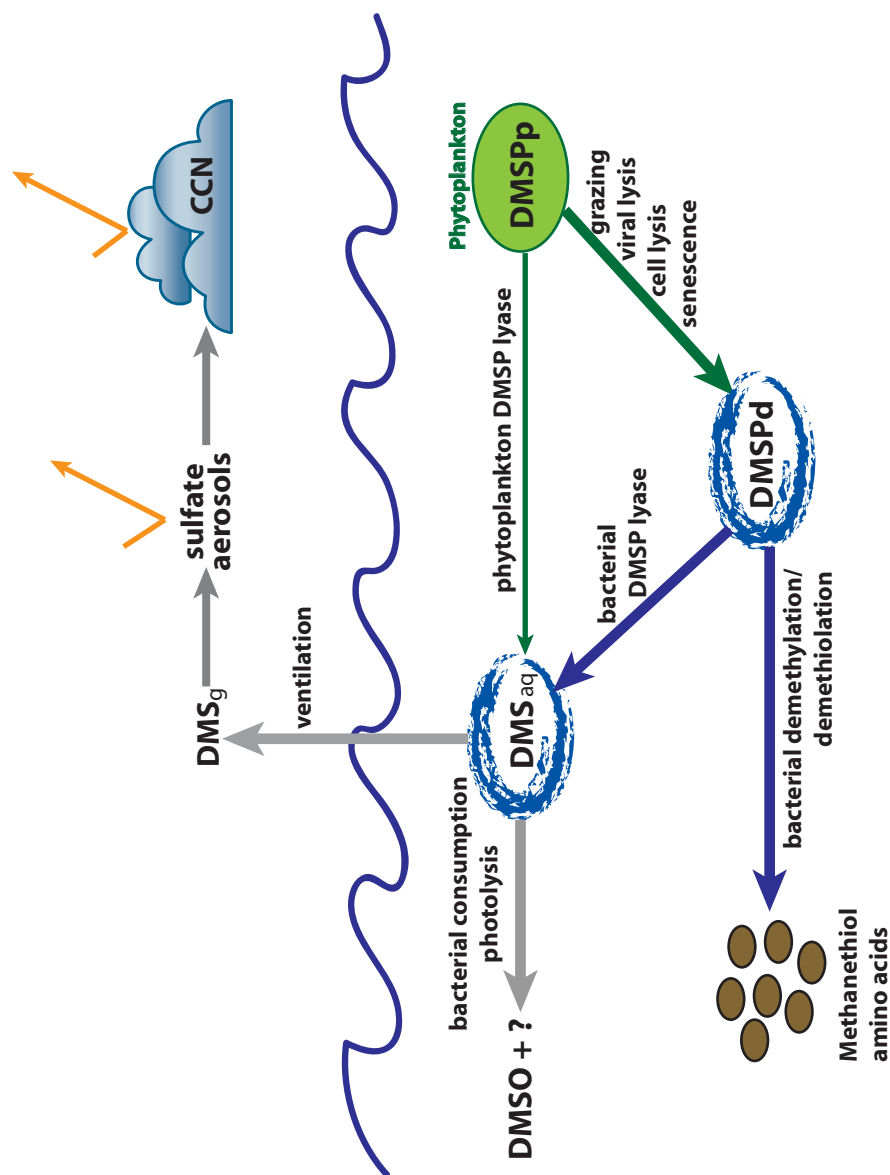 DMSg
sulfate
aerosols
CCN
ventilation
bacterial consumption
photolysis
DMSO + ?
DMSaq
phytoplankton DMSP lyase
Phytoplankton
DMSPp
grazing
viral lysis
cell lysis
senescence
bacterial
DMSP lyase
DMSPd
bacterial demethylation/
demethiolation
Methanethiol
amino acids